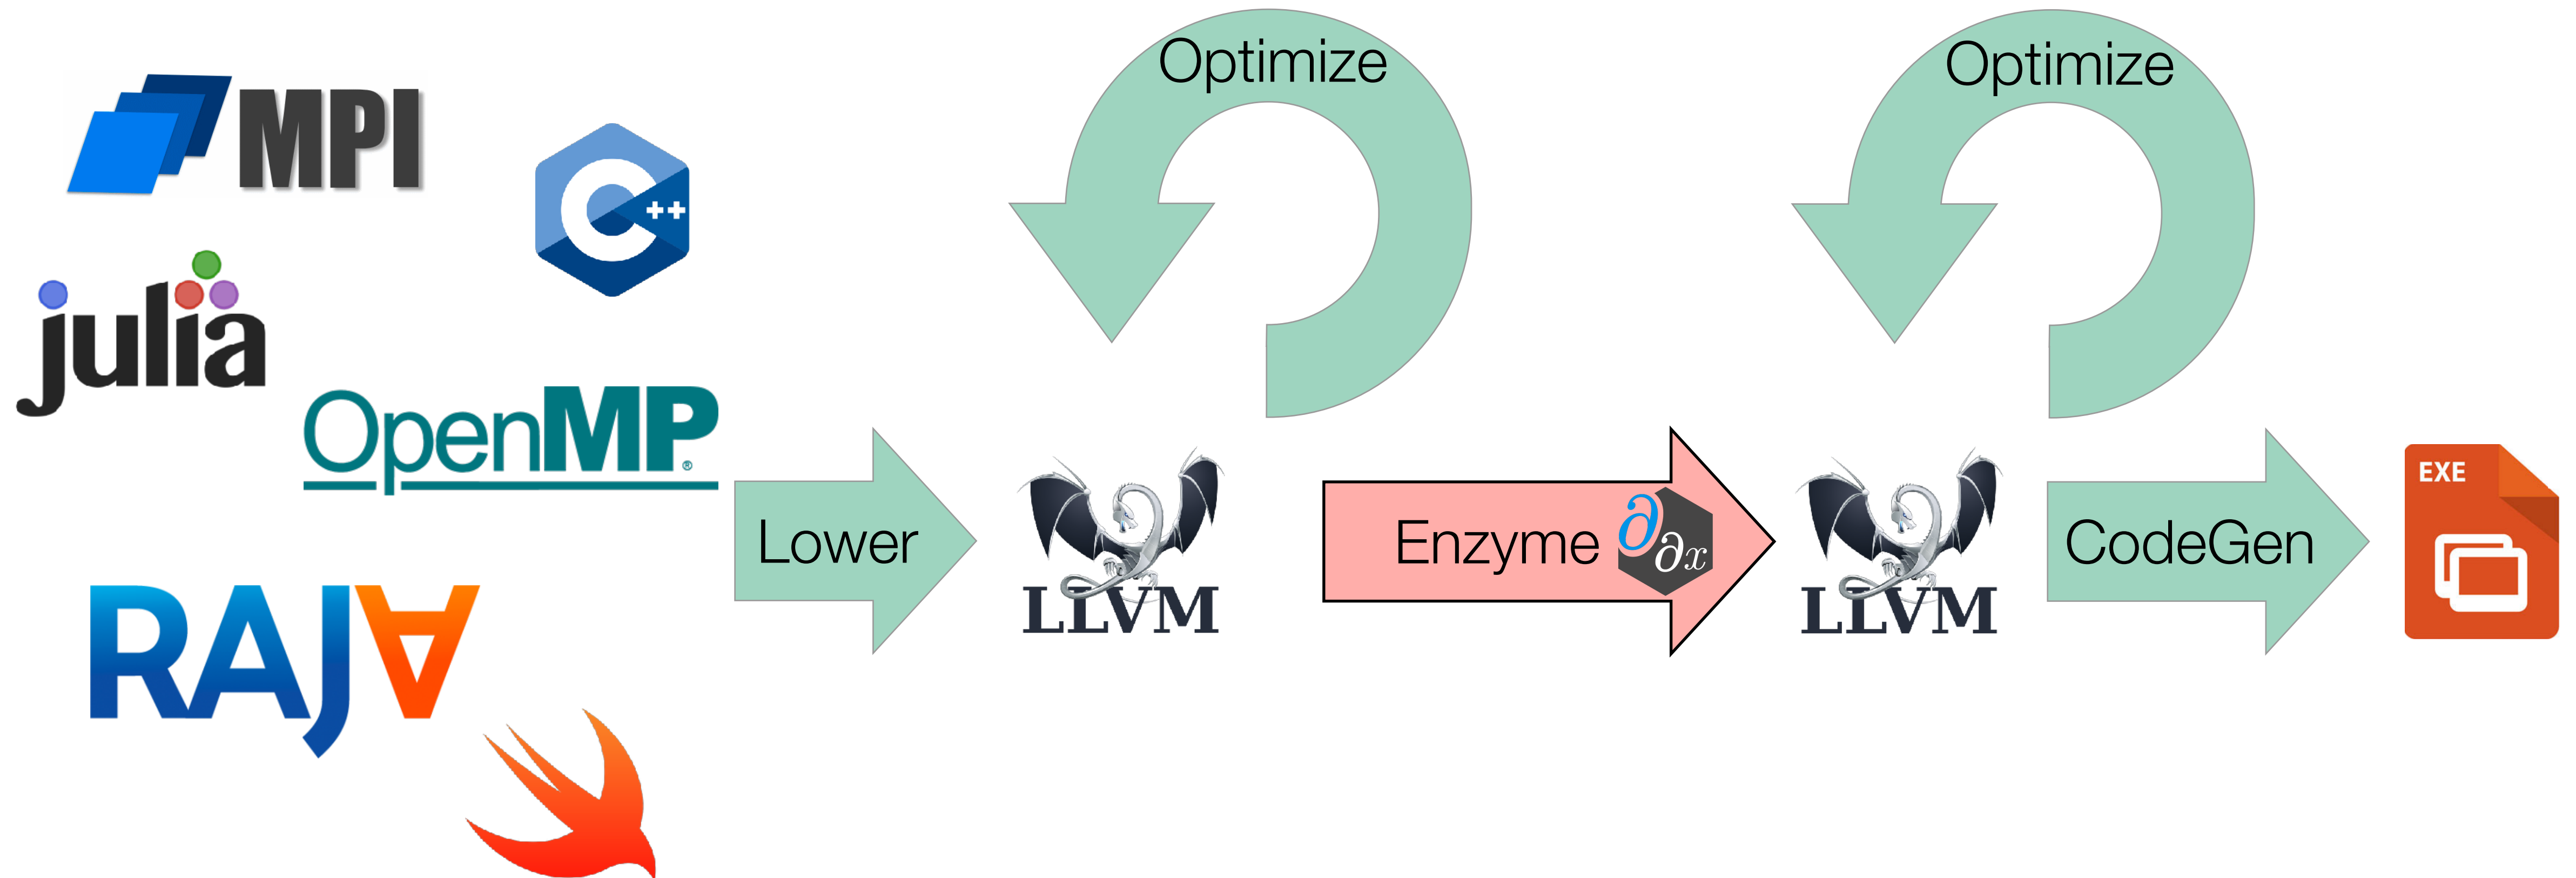 MPI
C++
julia
OpenMP®
RAJA
Lower
Optimize
LLVM
Enzyme ∂ ∂x
Optimize
LLVM
CodeGen
EXE